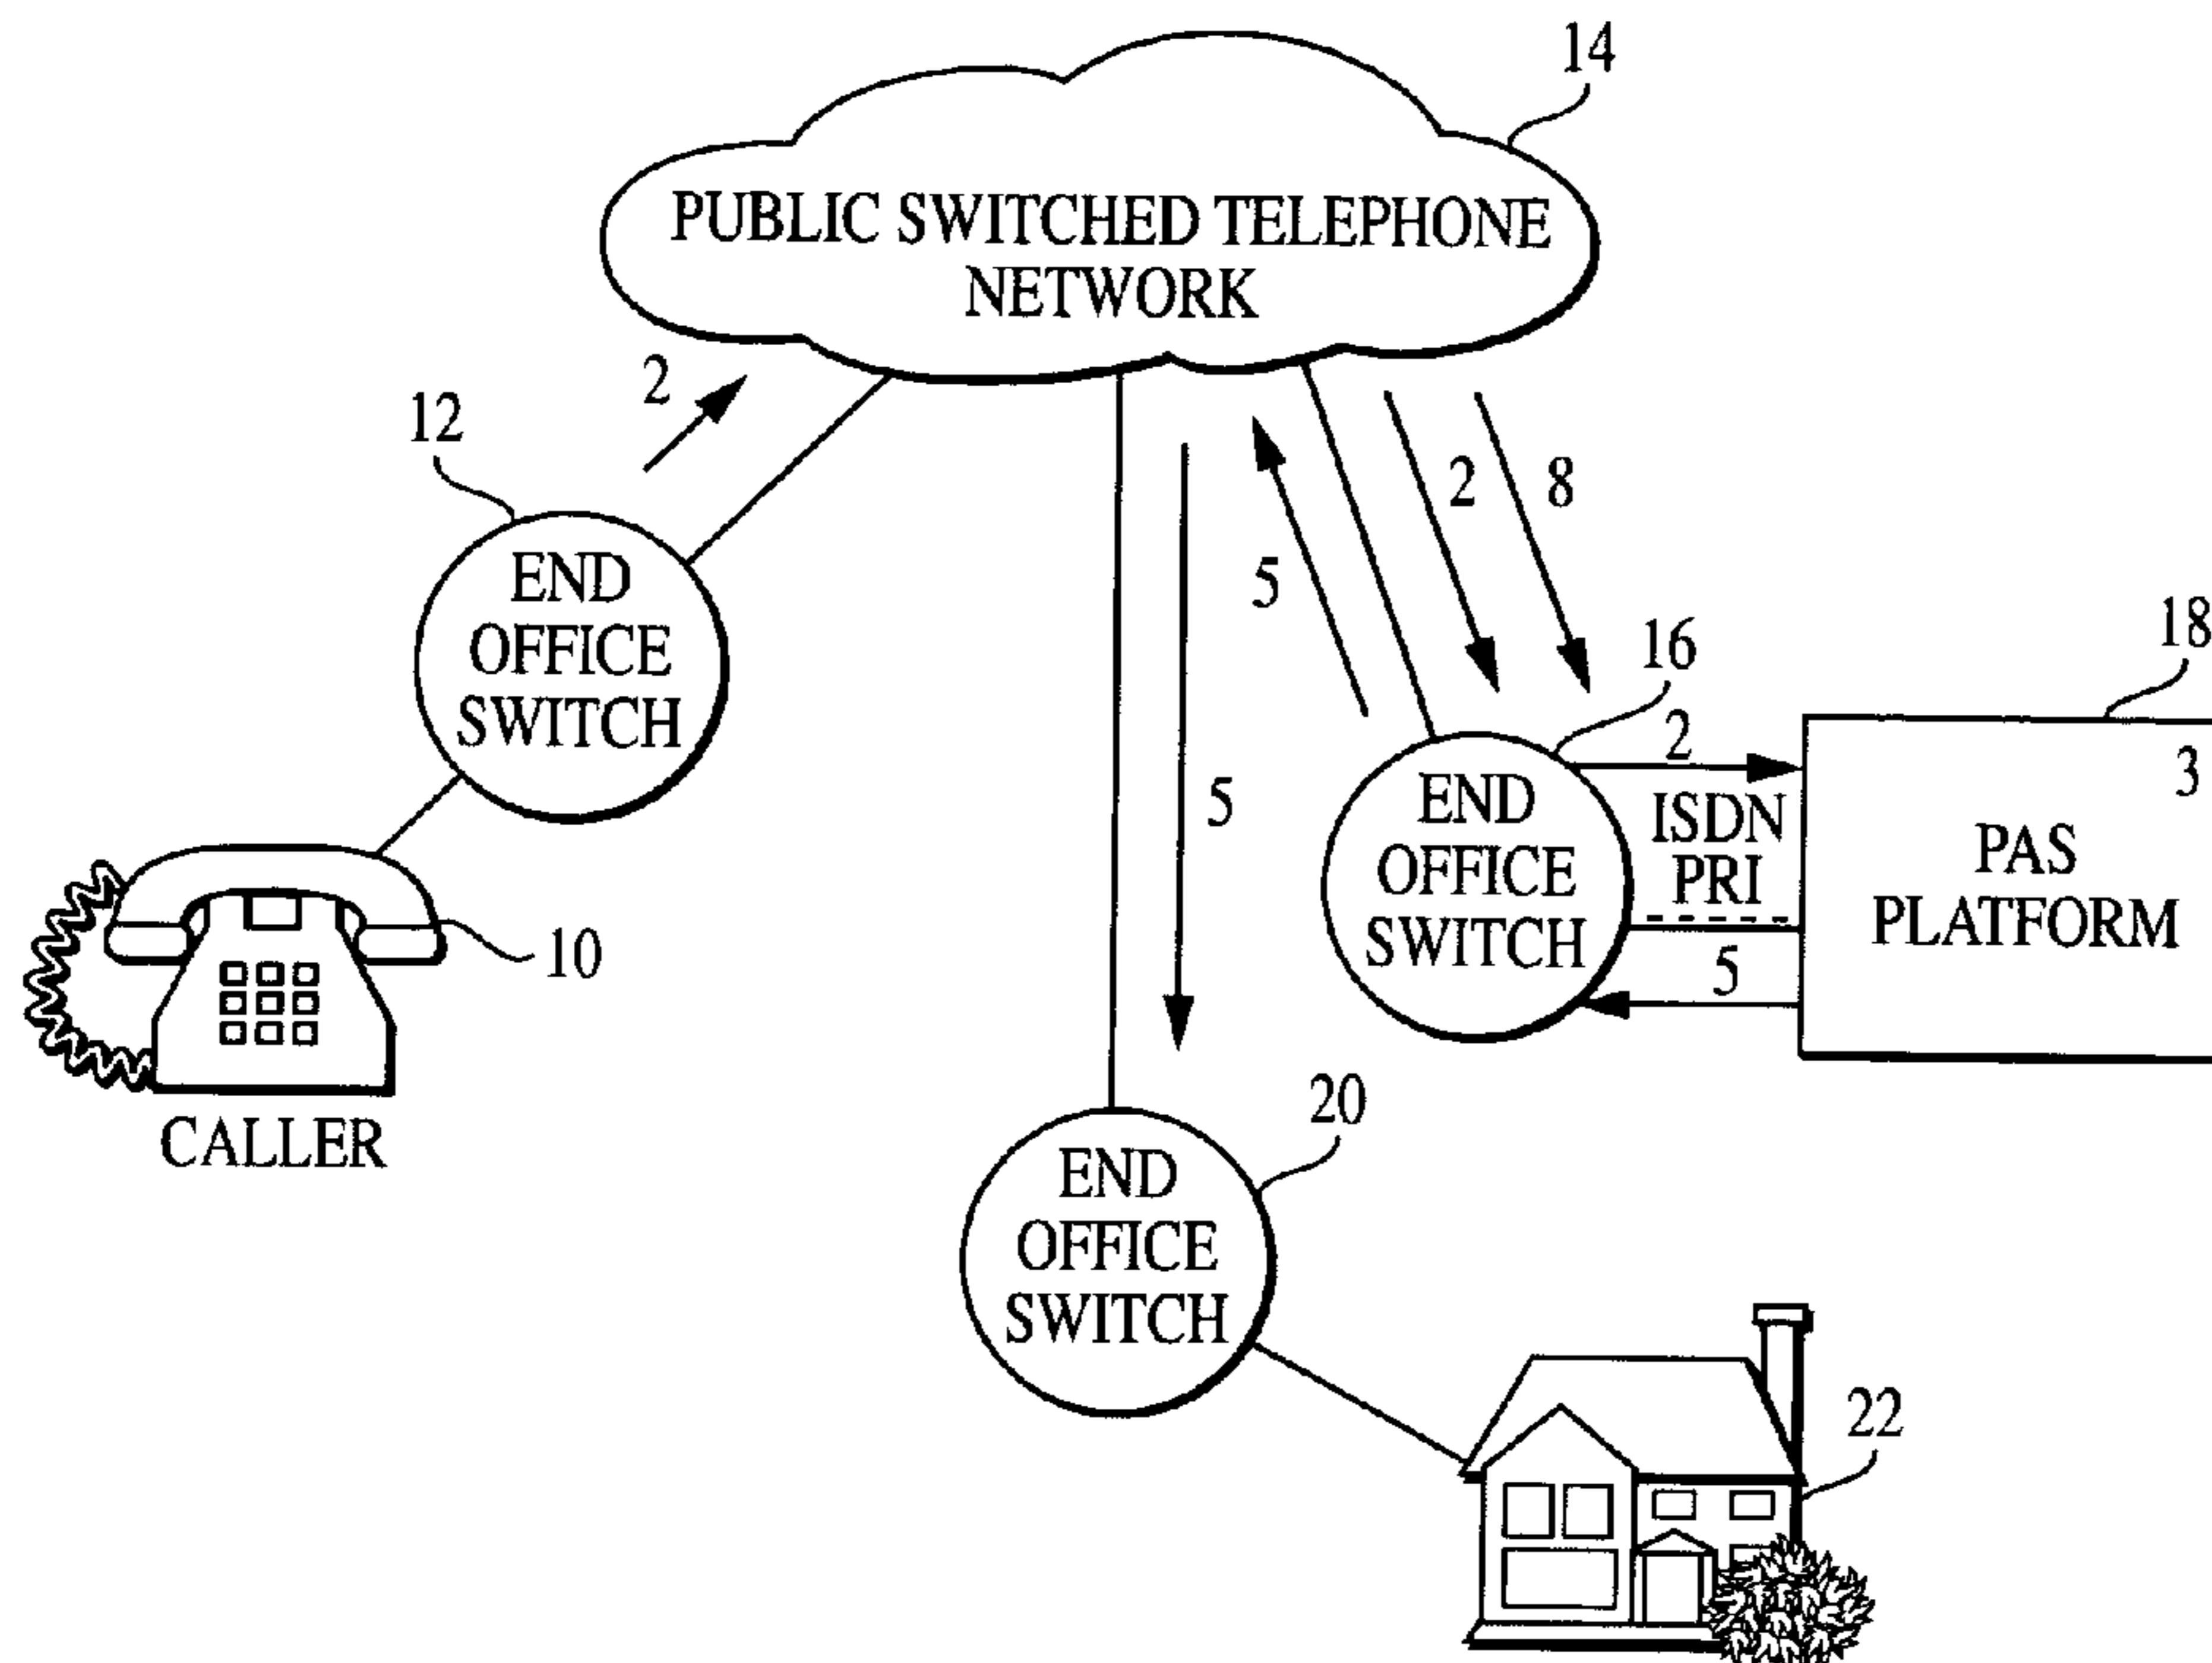 14
PUBLIC SWITCHED TELEPHONE
NETWORK
2
12
2
8
5
END
OFFICE
SWITCH
16
18
2
3
5
END
OFFICE
SWITCH
ISDN
PRI
PAS
PLATFORM
5
10
CALLER
20
END
OFFICE
SWITCH
22